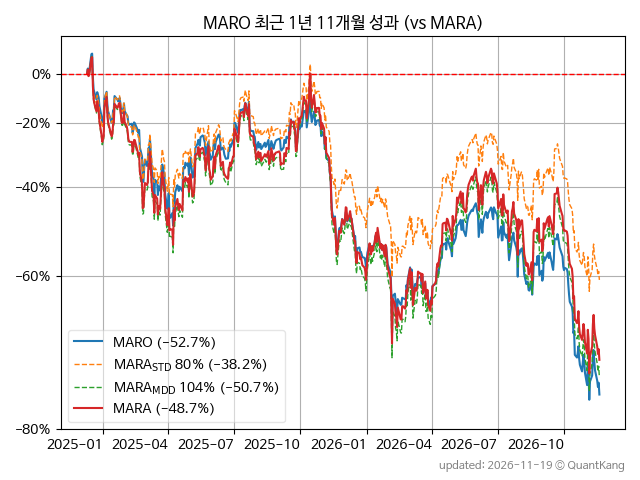 MARO 최근 1년 11개월 성과 (vs MARA)
0%
−20%
−40%
−60%
−80%
MARO (−52.7%)
MARA_STD 80% (−38.2%)
MARA_MDD 104% (−50.7%)
MARA (−48.7%)
2025-01 2025-04 2025-07 2025-10 2026-01 2026-04 2026-07 2026-10
updated: 2026-11-19 © QuantKang